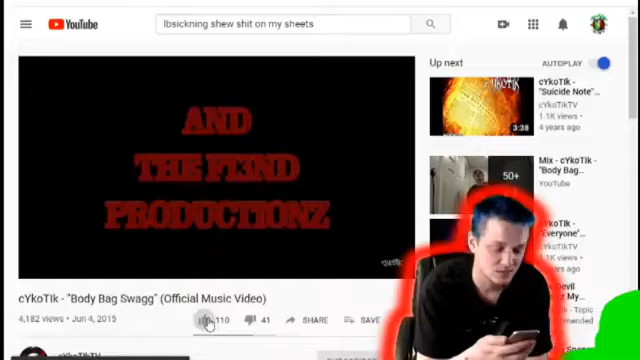 YouTube
lbsickning shew shit on my sheets
AND
THE FI3ND
PRODUCTIONZ
Up next
AUTOPLAY
cYkoTIk -
"Suicide Note"...
cYkoTIkTV
1.1K views •
4 years ago
3:38
Mix - cYkoTIk -
"Body Bag...
YouTube
50+
cYkoTIk -
"Everyone"...
cYkoTIkTV
cYkoTIk - "Body Bag Swagg" (Official Music Video)
4,182 views • Jun 4, 2015
110
41
SHARE
SAVE
cYkoTIkTV